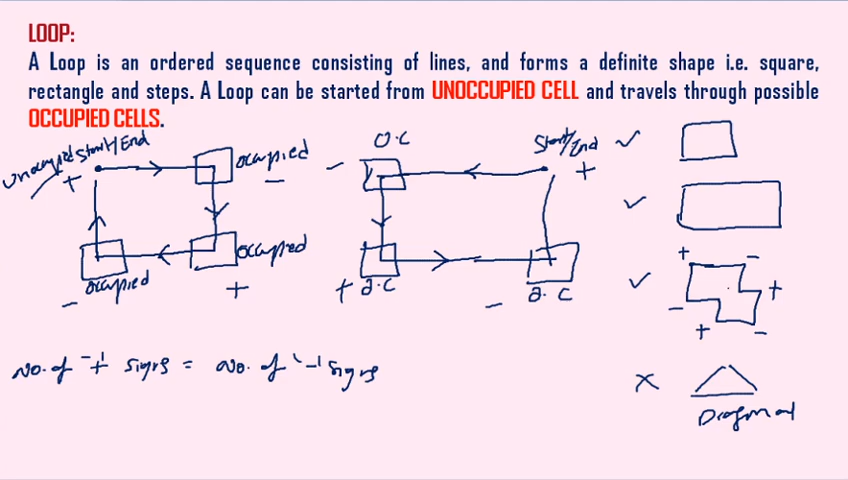 LOOP:
A Loop is an ordered sequence consisting of lines, and forms a definite shape i.e. square,
rectangle and steps. A Loop can be started from UNOCCUPIED CELL and travels through possible
OCCUPIED CELLS.
Unoccupied Start/End
+
occupied
-
occupied
+
occupied
-
O.C
-
Start/End
+
+ O.C
- O.C
✓
✓
✓
+ -
- +
+ -
No. of '+' signs = No. of '-' signs
×
Diagonal